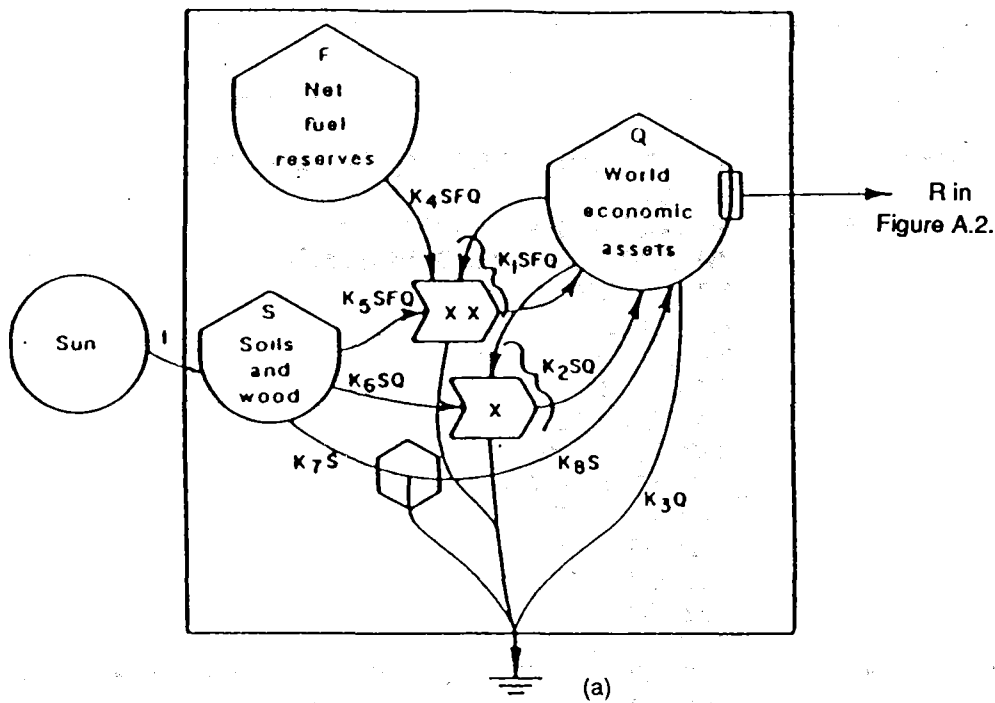 F
Net
fuel
reserves
Q
World
economic
assets
R in
Figure A.2.
K4SFQ
K1SFQ
K5SFQ
X X
Sun
I
S
Soils
and
wood
K6SQ
K2SQ
X
K7S
K8S
K3Q
(a)